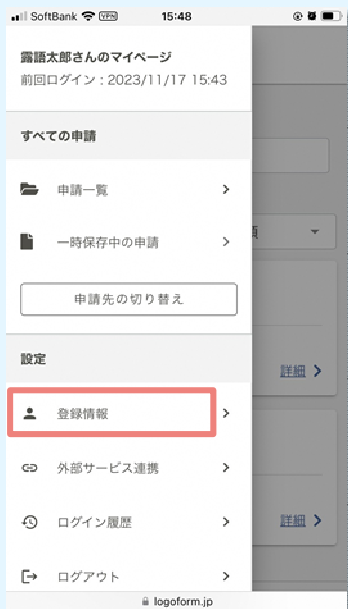 SoftBank VPN 15:48
露語太郎さんのマイページ
前回ログイン：2023/11/17 15:43
すべての申請
申請一覧
一時保存中の申請
申請先の切り替え
設定
詳細
登録情報
外部サービス連携
ログイン履歴
詳細
ログアウト
logoform.jp